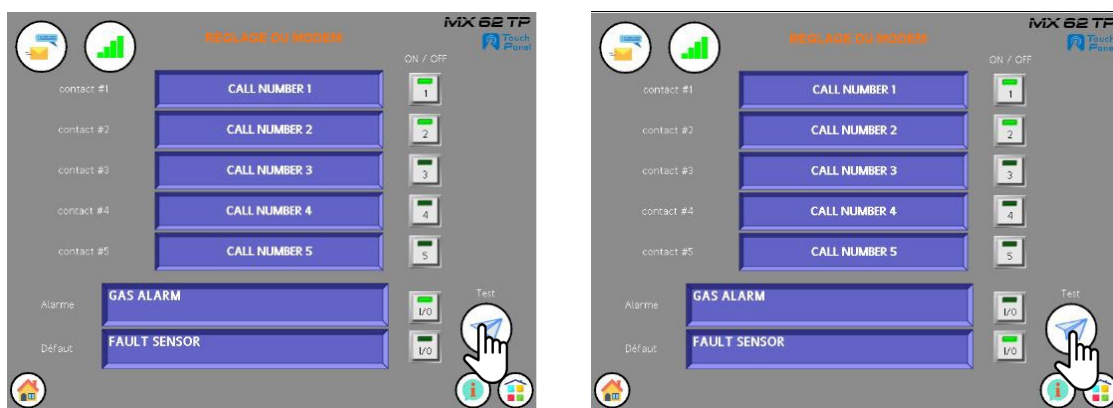 MX 62 TP
REGLAGE DU MODEM
Touch
Panel
ON / OFF
contact #1 CALL NUMBER 1 1
contact #2 CALL NUMBER 2 2
contact #3 CALL NUMBER 3 3
contact #4 CALL NUMBER 4 4
contact #5 CALL NUMBER 5 5
Alarme GAS ALARM I/O Test
Défaut FAULT SENSOR I/O
i
MX 62 TP
REGLAGE DU MODEM
Touch
Panel
ON / OFF
contact #1 CALL NUMBER 1 1
contact #2 CALL NUMBER 2 2
contact #3 CALL NUMBER 3 3
contact #4 CALL NUMBER 4 4
contact #5 CALL NUMBER 5 5
Alarme GAS ALARM I/O Test
Défaut FAULT SENSOR I/O
i